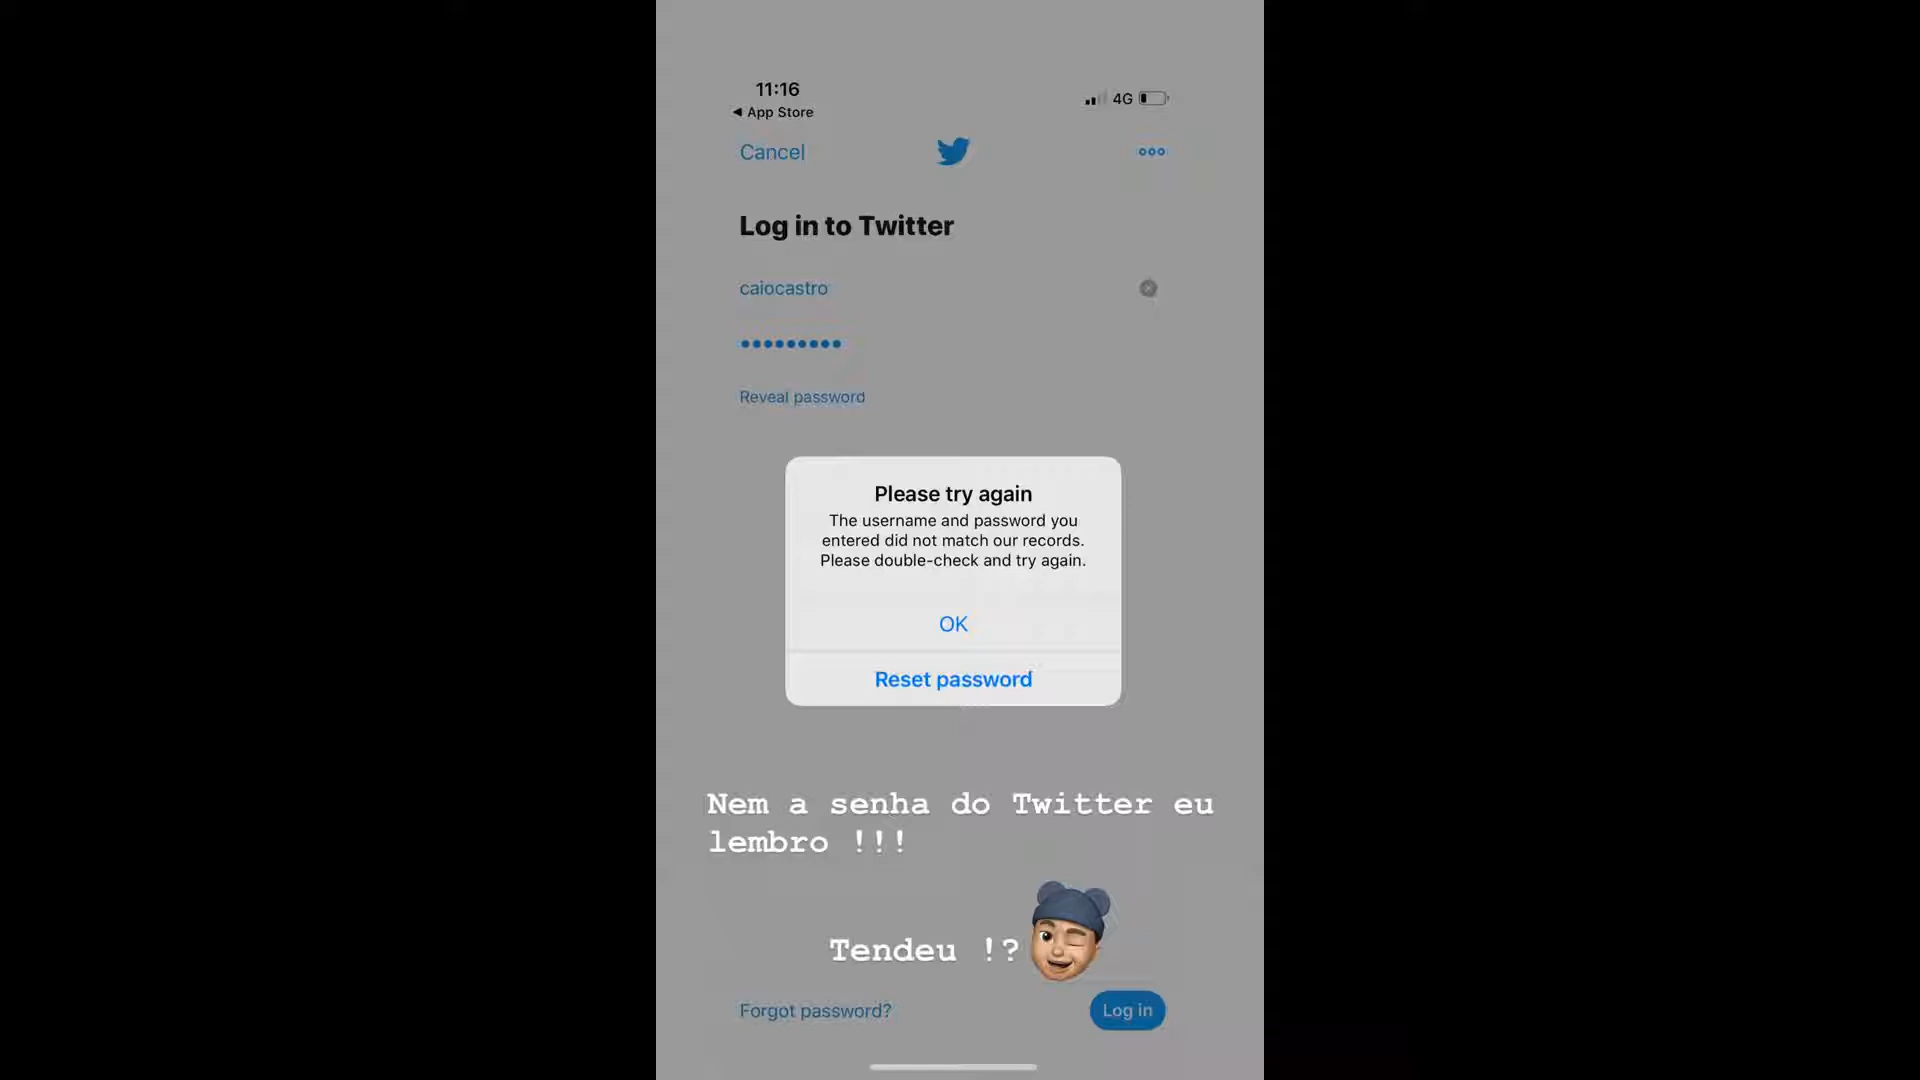 11:16
4G
◀ App Store
Cancel
Log in to Twitter
caiocastro
•••••••••
Reveal password
Please try again
The username and password you
entered did not match our records.
Please double-check and try again.
OK
Reset password
Nem a senha do Twitter eu
lembro !!!
Tendeu !?
Forgot password?
Log in